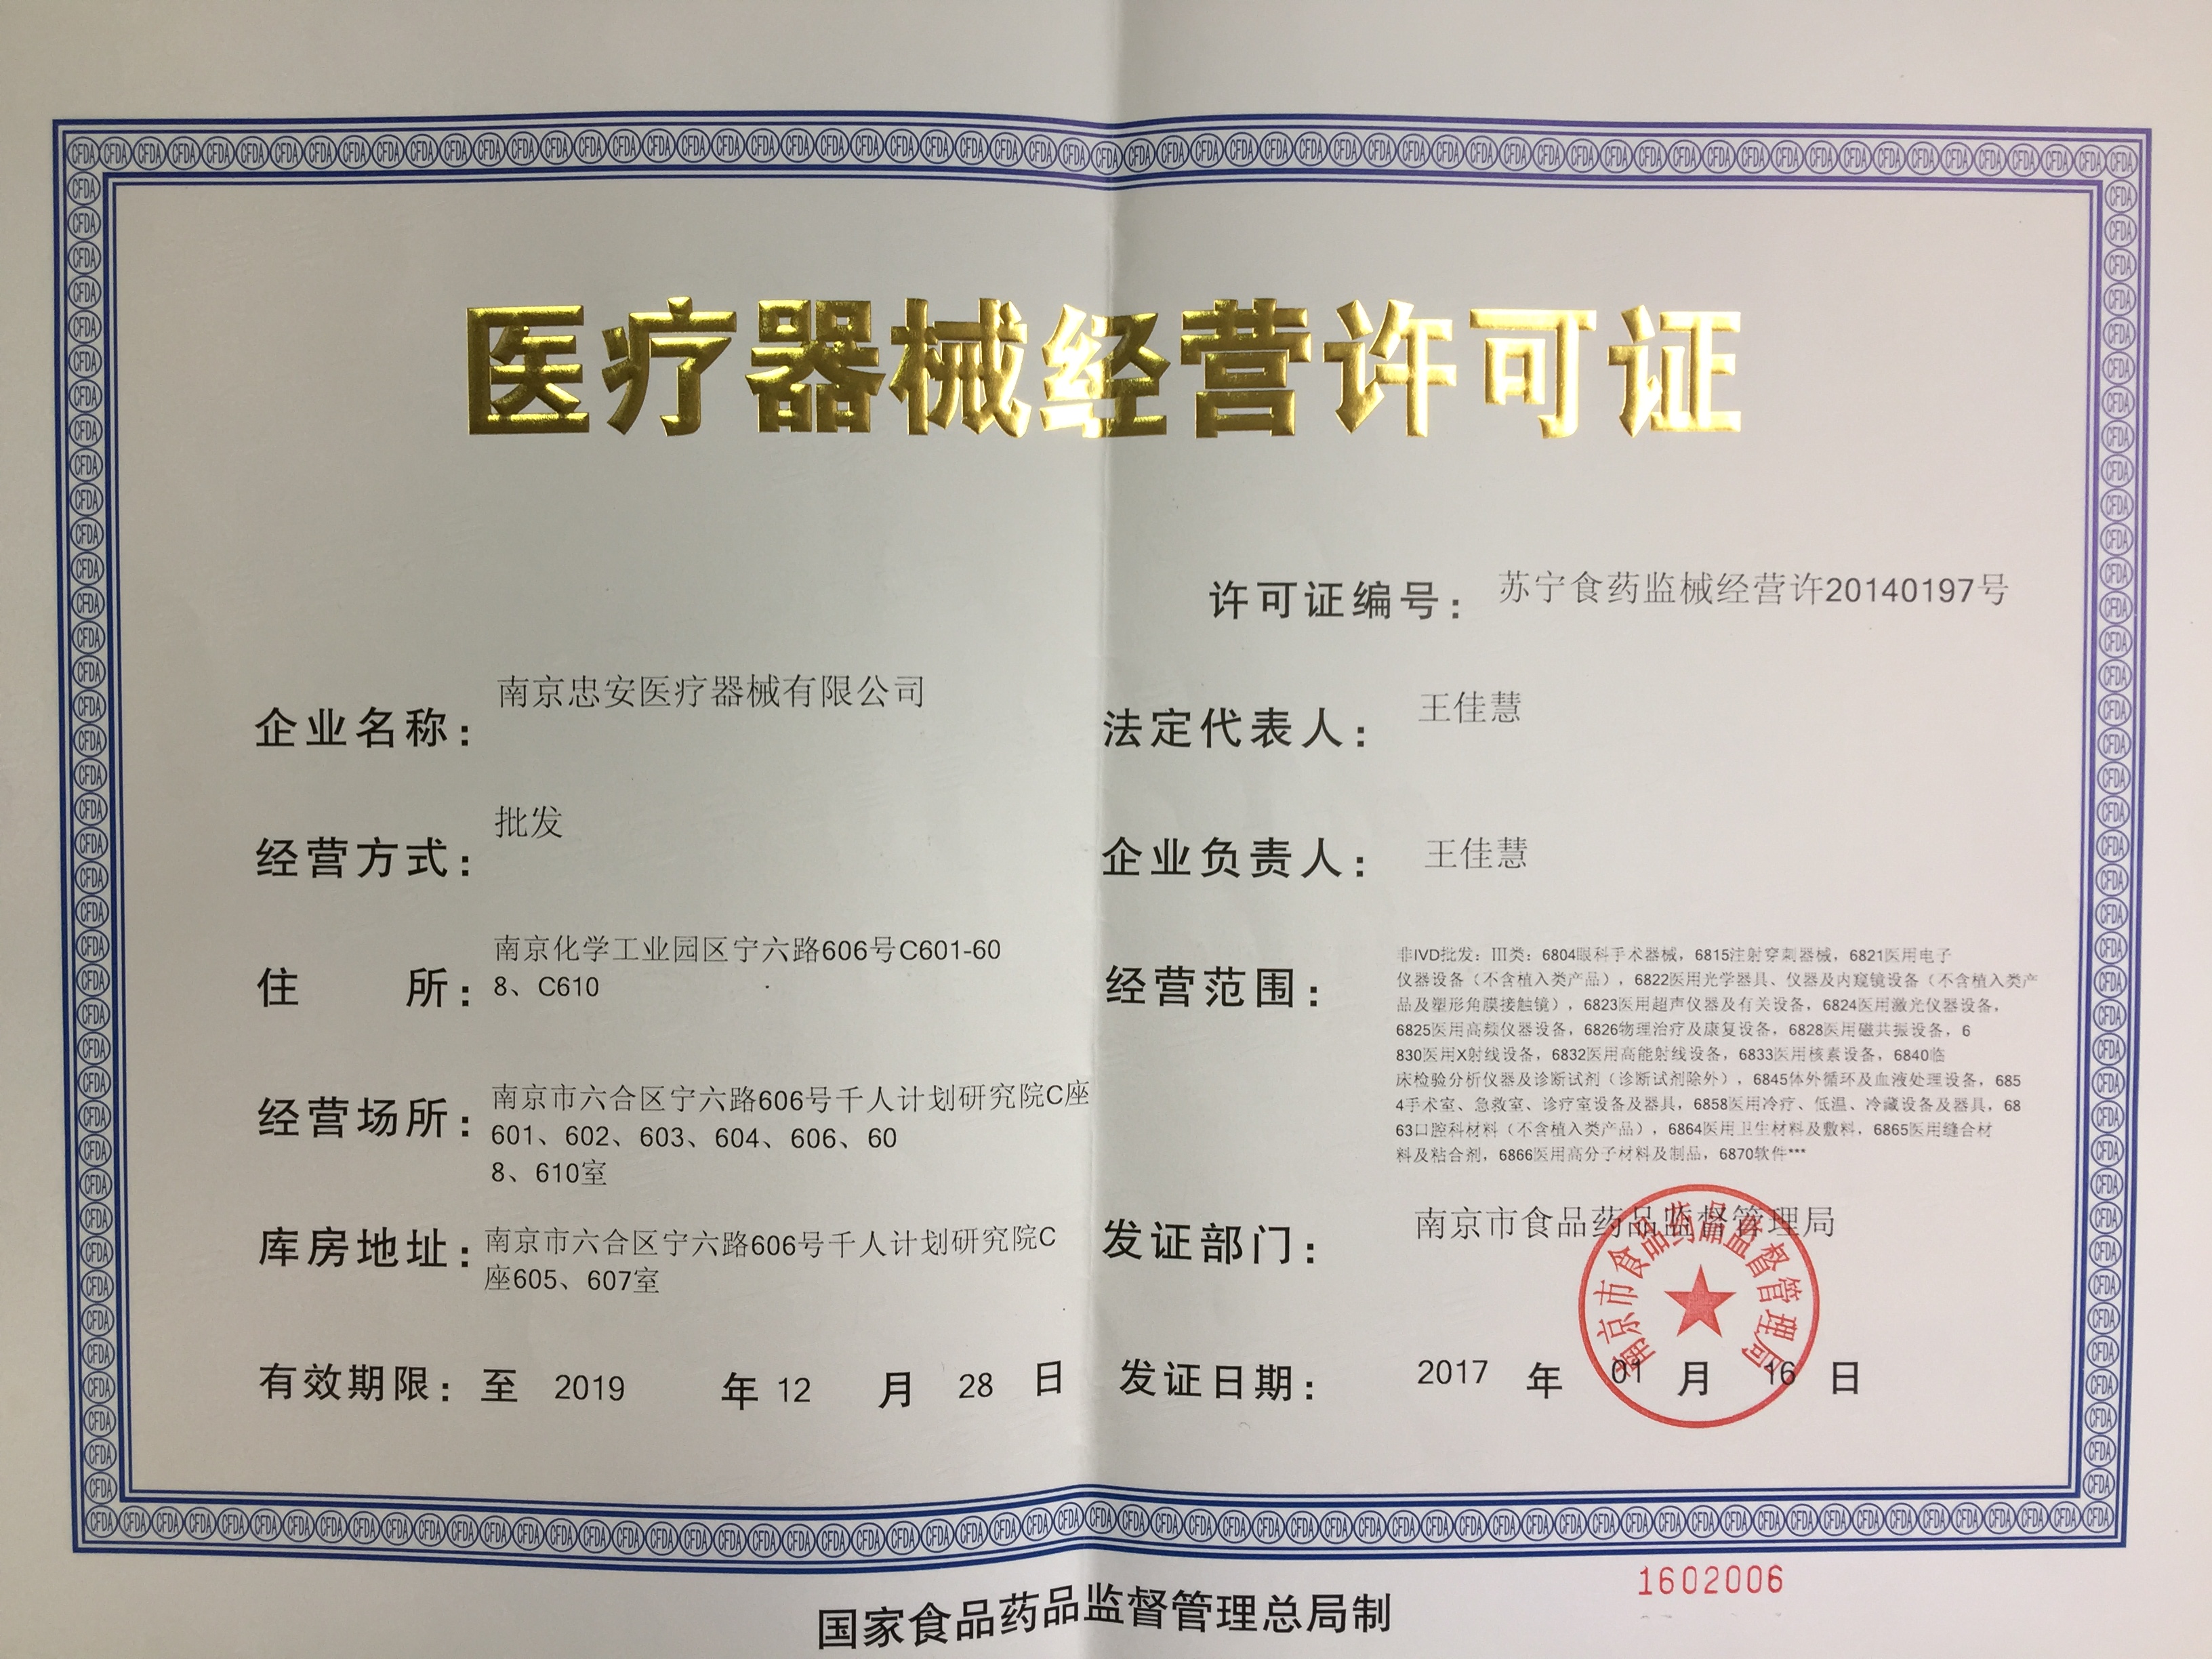 医疗器械经营许可证
许可证编号：苏宁食药监械经营许20140197号
企业名称：南京忠安医疗器械有限公司
法定代表人：王佳慧
经营方式：批发
企业负责人：王佳慧
住所：南京化学工业园区宁六路606号C601-60
8、C610
经营范围：非IVD批发：III类：6804眼科手术器械，6815注射穿刺器械，6821医用电子
仪器设备（不含植入类产品），6822医用光学器具、仪器及内窥镜设备（不含植入类产
品及塑形角膜接触镜），6823医用超声仪器及有关设备，6824医用激光仪器设备，
6825医用高频仪器设备，6826物理治疗及康复设备，6828医用磁共振设备，6
830医用X射线设备，6832医用高能射线设备，6833医用核素设备，6840临
床检验分析仪器及诊断试剂（诊断试剂除外），6845体外循环及血液处理设备，685
4手术室、急救室、诊疗室设备及器具，6858医用冷疗、低温、冷藏设备及器具，68
63口腔科材料（不含植入类产品），6864医用卫生材料及敷料，6865医用缝合材
料及粘合剂，6866医用高分子材料及制品，6870软件***
经营场所：南京市六合区宁六路606号千人计划研究院C座
601、602、603、604、606、60
8、610室
库房地址：南京市六合区宁六路606号千人计划研究院C
座605、607室
发证部门：南京市食品药品监督管理局
南京市食品药品监督管理局
有效期限：至 2019 年 12 月 28 日
发证日期：2017 年 01 月 16 日
1602006
国家食品药品监督管理总局制